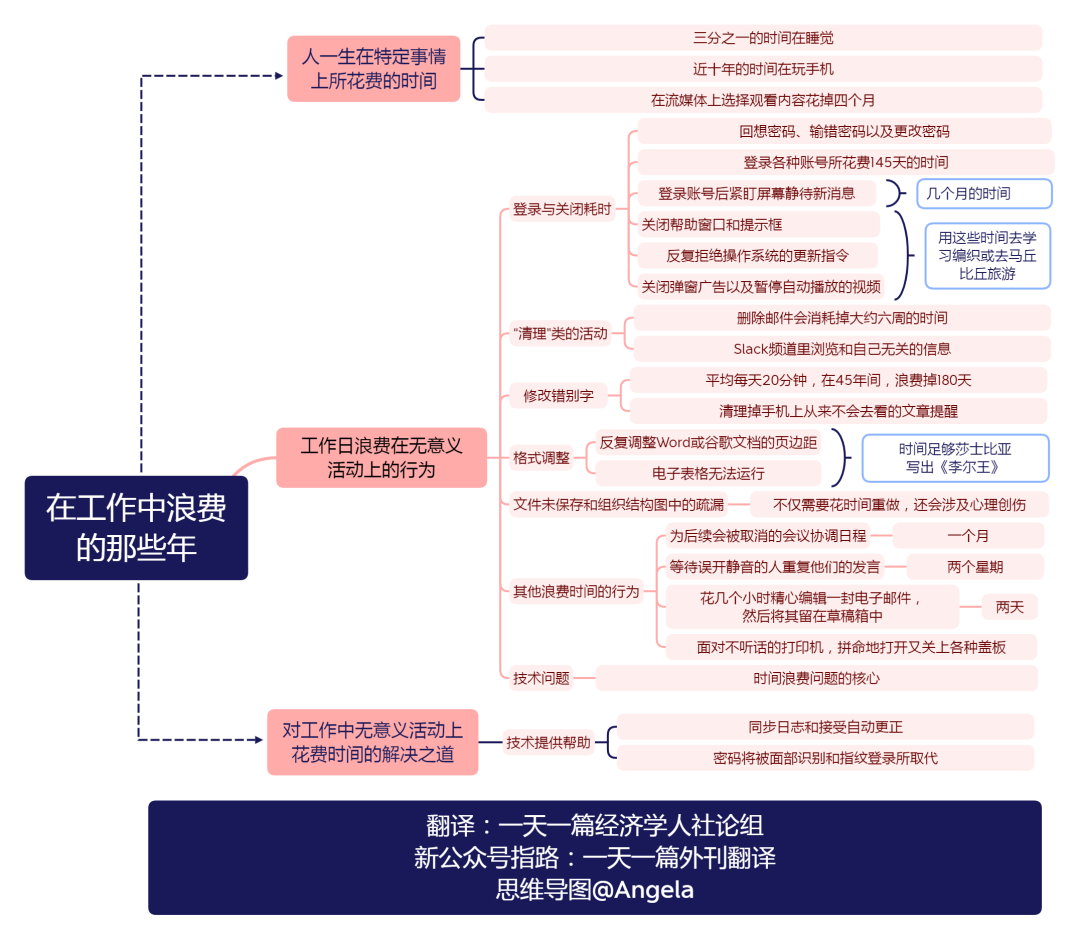 在工作中浪费
的那些年
人一生在特定事情
上所花费的时间
三分之一的时间在睡觉
近十年的时间在玩手机
在流媒体上选择观看内容花掉四个月
工作日浪费在无意义
活动上的行为
登录与关闭耗时
回想密码、输错密码以及更改密码
登录各种账号所花费145天的时间
登录账号后紧盯屏幕静待新消息
几个月的时间
关闭帮助窗口和提示框
反复拒绝操作系统的更新指令
关闭弹窗广告以及暂停自动播放的视频
用这些时间去学
习编织或去马丘
比丘旅游
“清理”类的活动
删除邮件会消耗掉大约六周的时间
Slack频道里浏览和自己无关的信息
修改错别字
平均每天20分钟，在45年间，浪费掉180天
清理掉手机上从来不会去看的文章提醒
格式调整
反复调整Word或谷歌文档的页边距
电子表格无法运行
时间足够莎士比亚
写出《李尔王》
文件未保存和组织结构图中的疏漏
不仅需要花时间重做，还会涉及心理创伤
其他浪费时间的行为
为后续会被取消的会议协调日程
一个月
等待误开静音的人重复他们的发言
两个星期
花几个小时精心编辑一封电子邮件，
然后将其留在草稿箱中
两天
面对不听话的打印机，拼命地打开又关上各种盖板
技术问题
时间浪费问题的核心
对工作中无意义活动上
花费时间的解决之道
技术提供帮助
同步日志和接受自动更正
密码将被面部识别和指纹登录所取代
翻译：一天一篇经济学人社论组
新公众号指路：一天一篇外刊翻译
思维导图@Angela